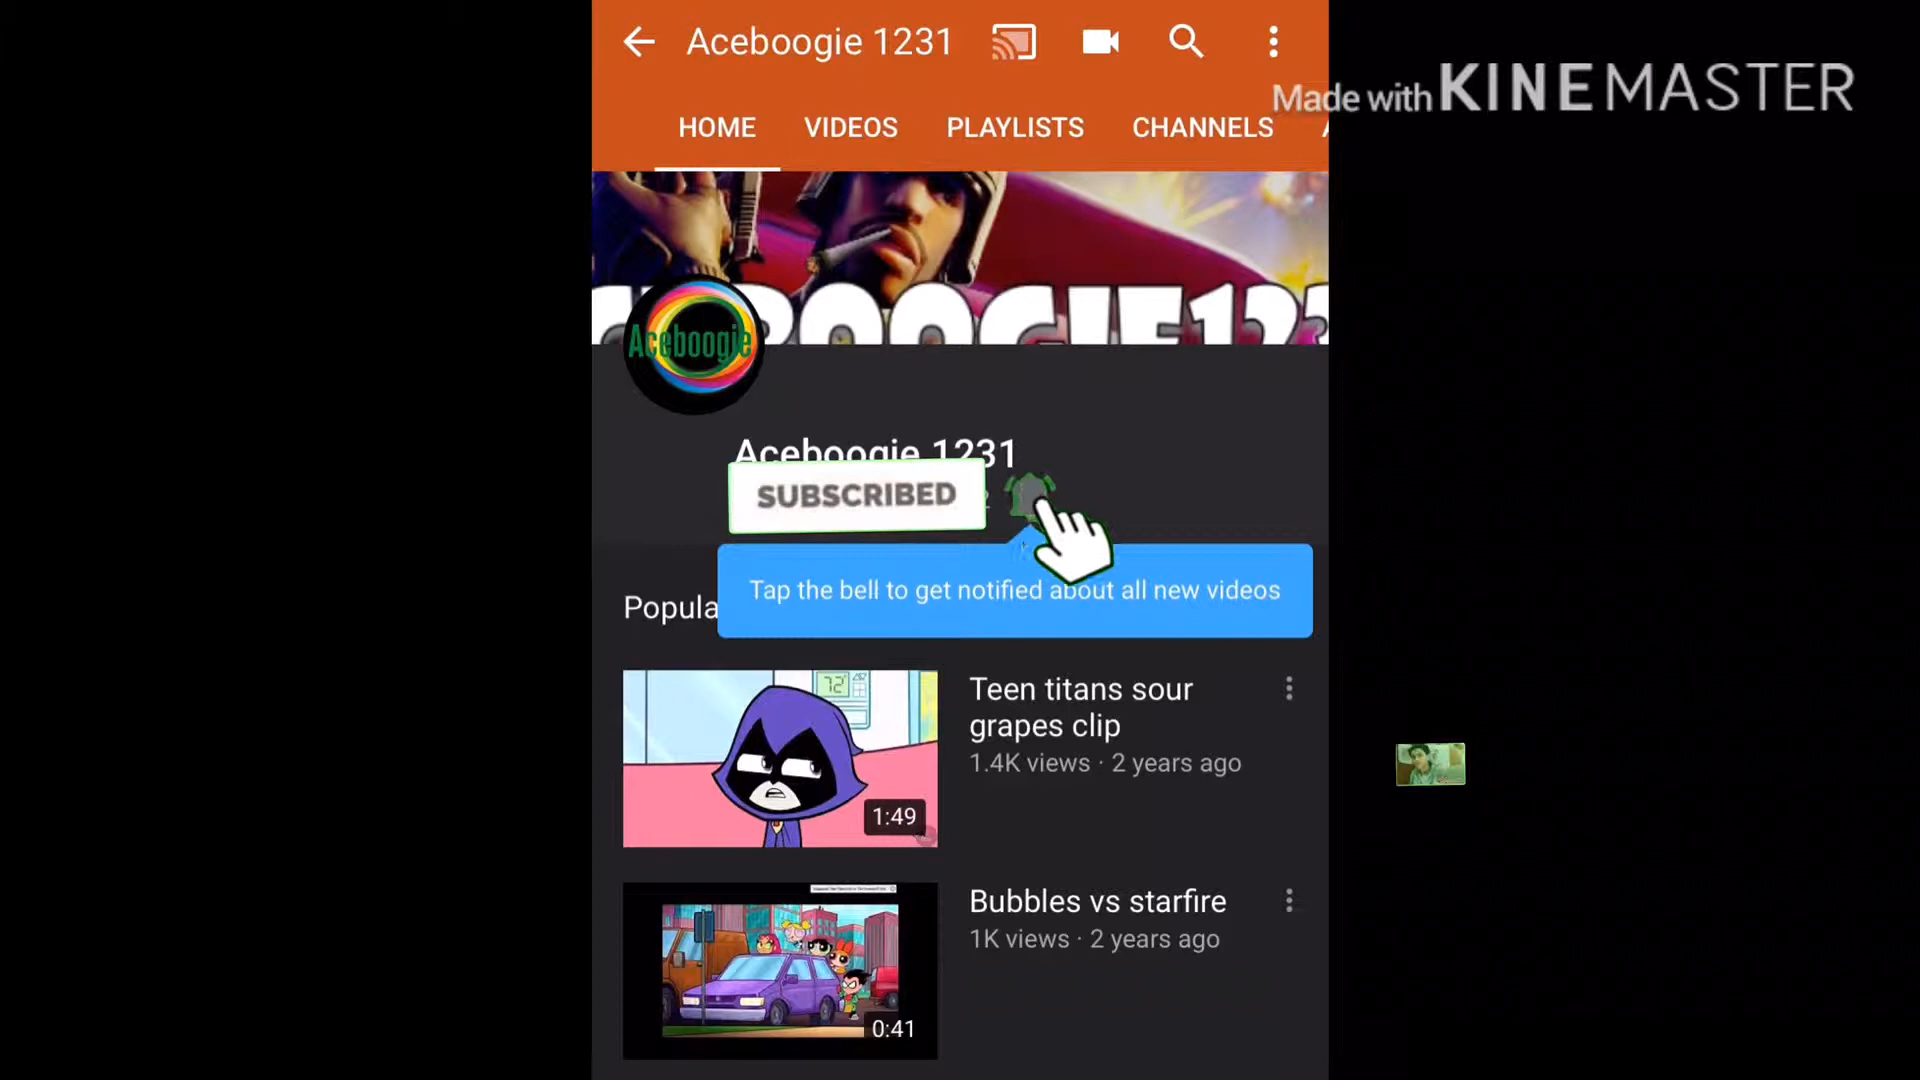 Aceboogie 1231
Made with KINEMASTER
HOME VIDEOS PLAYLISTS CHANNELS
Aceboogie
Aceboogie 1231
SUBSCRIBED
Tap the bell to get notified about all new videos
Popula
72°
Teen titans sour
grapes clip
1.4K views · 2 years ago
1:49
Bubbles vs starfire
1K views · 2 years ago
0:41